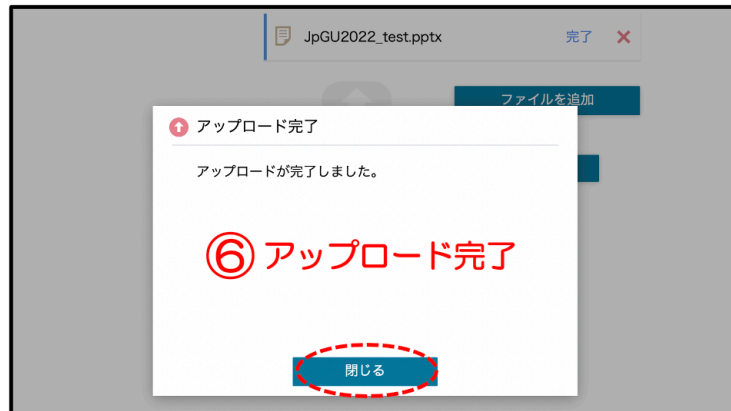 JpGU2022_test.pptx 完了
ファイルを追加
アップロード完了
アップロードが完了しました。
⑥アップロード完了
閉じる